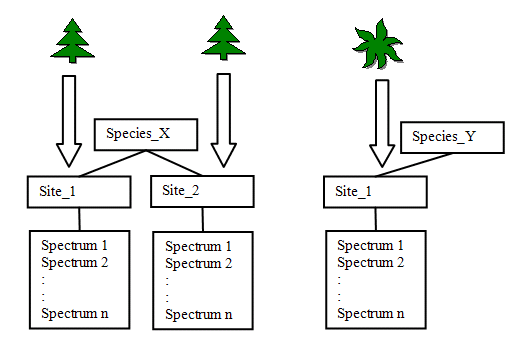 Species_X
Species_Y
Site_1
Site_2
Site_1
Spectrum 1
Spectrum 2
:
:
Spectrum n
Spectrum 1
Spectrum 2
:
:
Spectrum n
Spectrum 1
Spectrum 2
:
:
Spectrum n